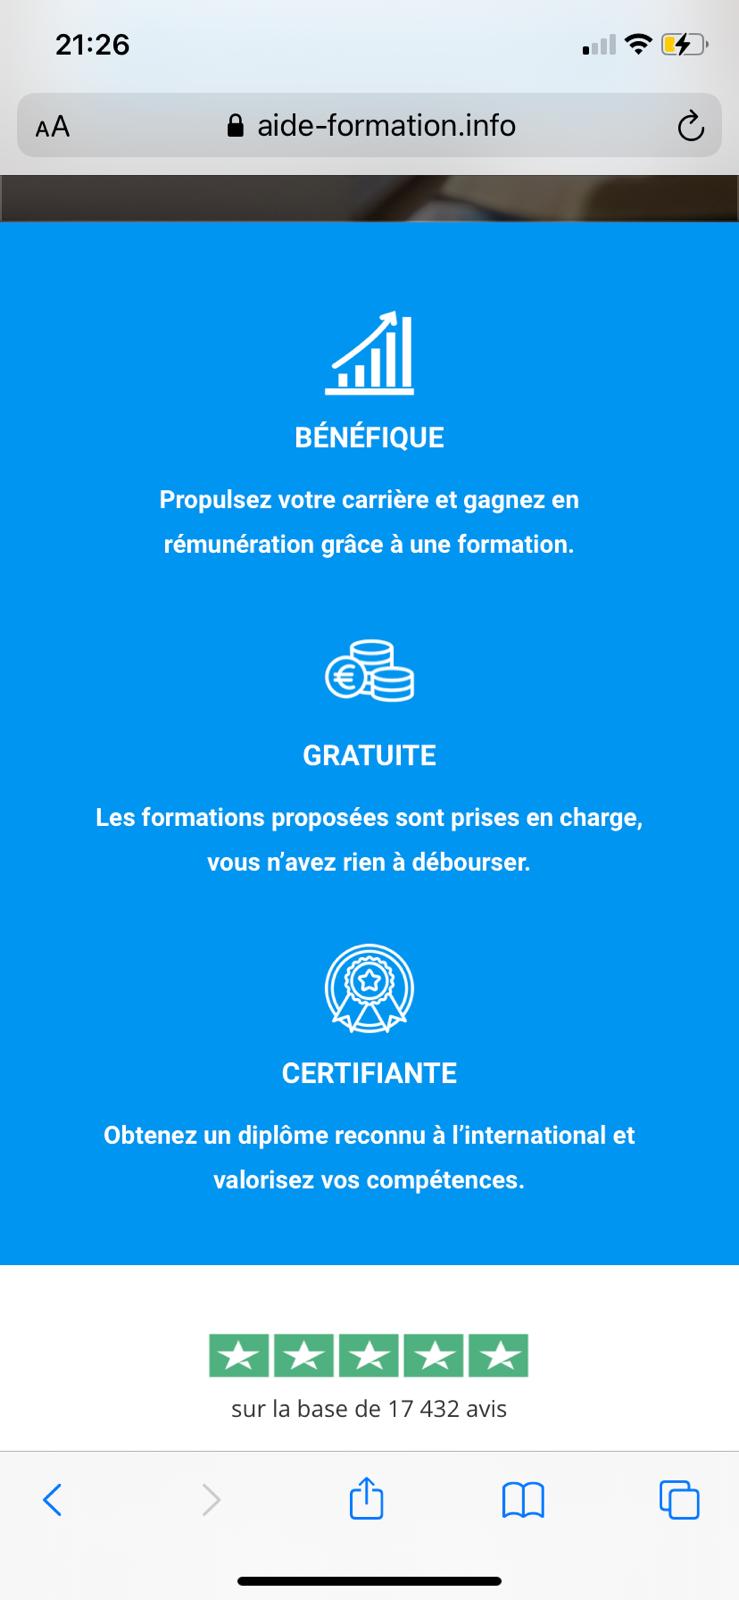 21:26
AA aide-formation.info
BÉNÉFIQUE
Propulsez votre carrière et gagnez en
rémunération grâce à une formation.
€
GRATUITE
Les formations proposées sont prises en charge,
vous n’avez rien à débourser.
CERTIFIANTE
Obtenez un diplôme reconnu à l’international et
valorisez vos compétences.
sur la base de 17 432 avis